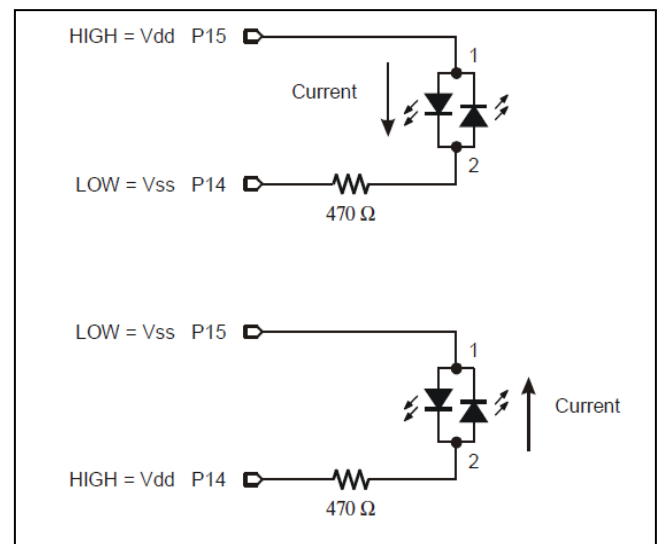 HIGH = Vdd P15
1
Current
2
LOW = Vss P14
470 Ω
LOW = Vss P15
1
Current
2
HIGH = Vdd P14
470 Ω